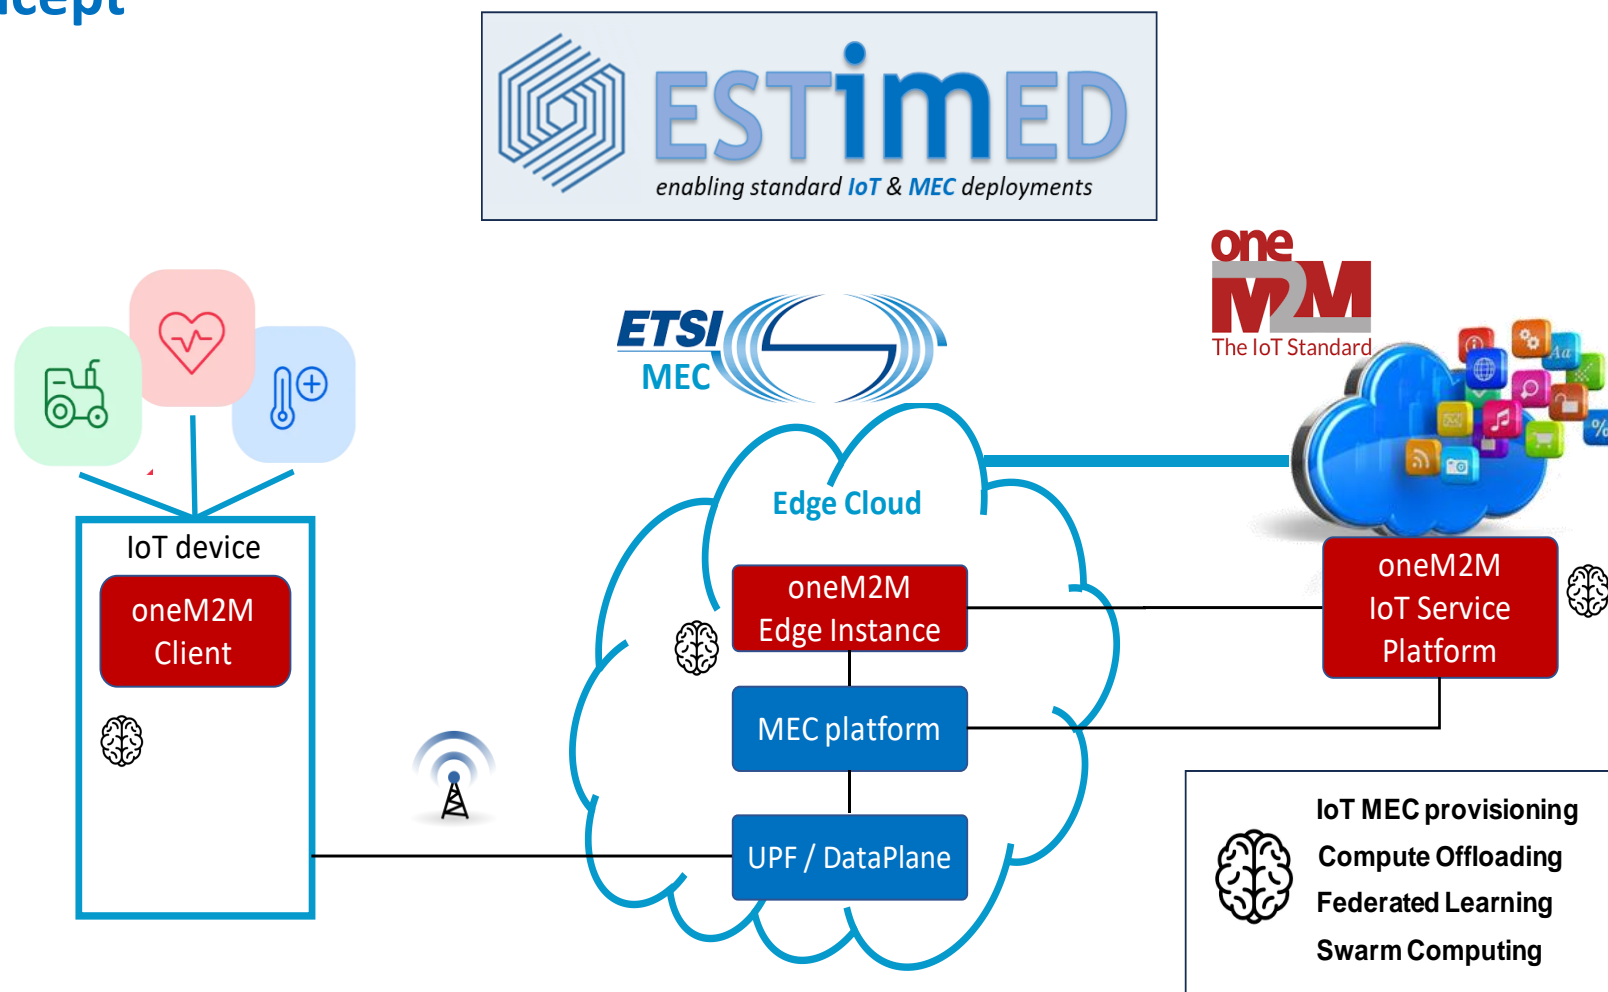 ESTimED
enabling standard IoT & MEC deployments
one
M2M
The IoT Standard
ETSI
MEC
Aa
%
Edge Cloud
IoT device
oneM2M
Client
oneM2M
Edge Instance
MEC platform
UPF / DataPlane
oneM2M
IoT Service
Platform
IoT MEC provisioning
Compute Offloading
Federated Learning
Swarm Computing